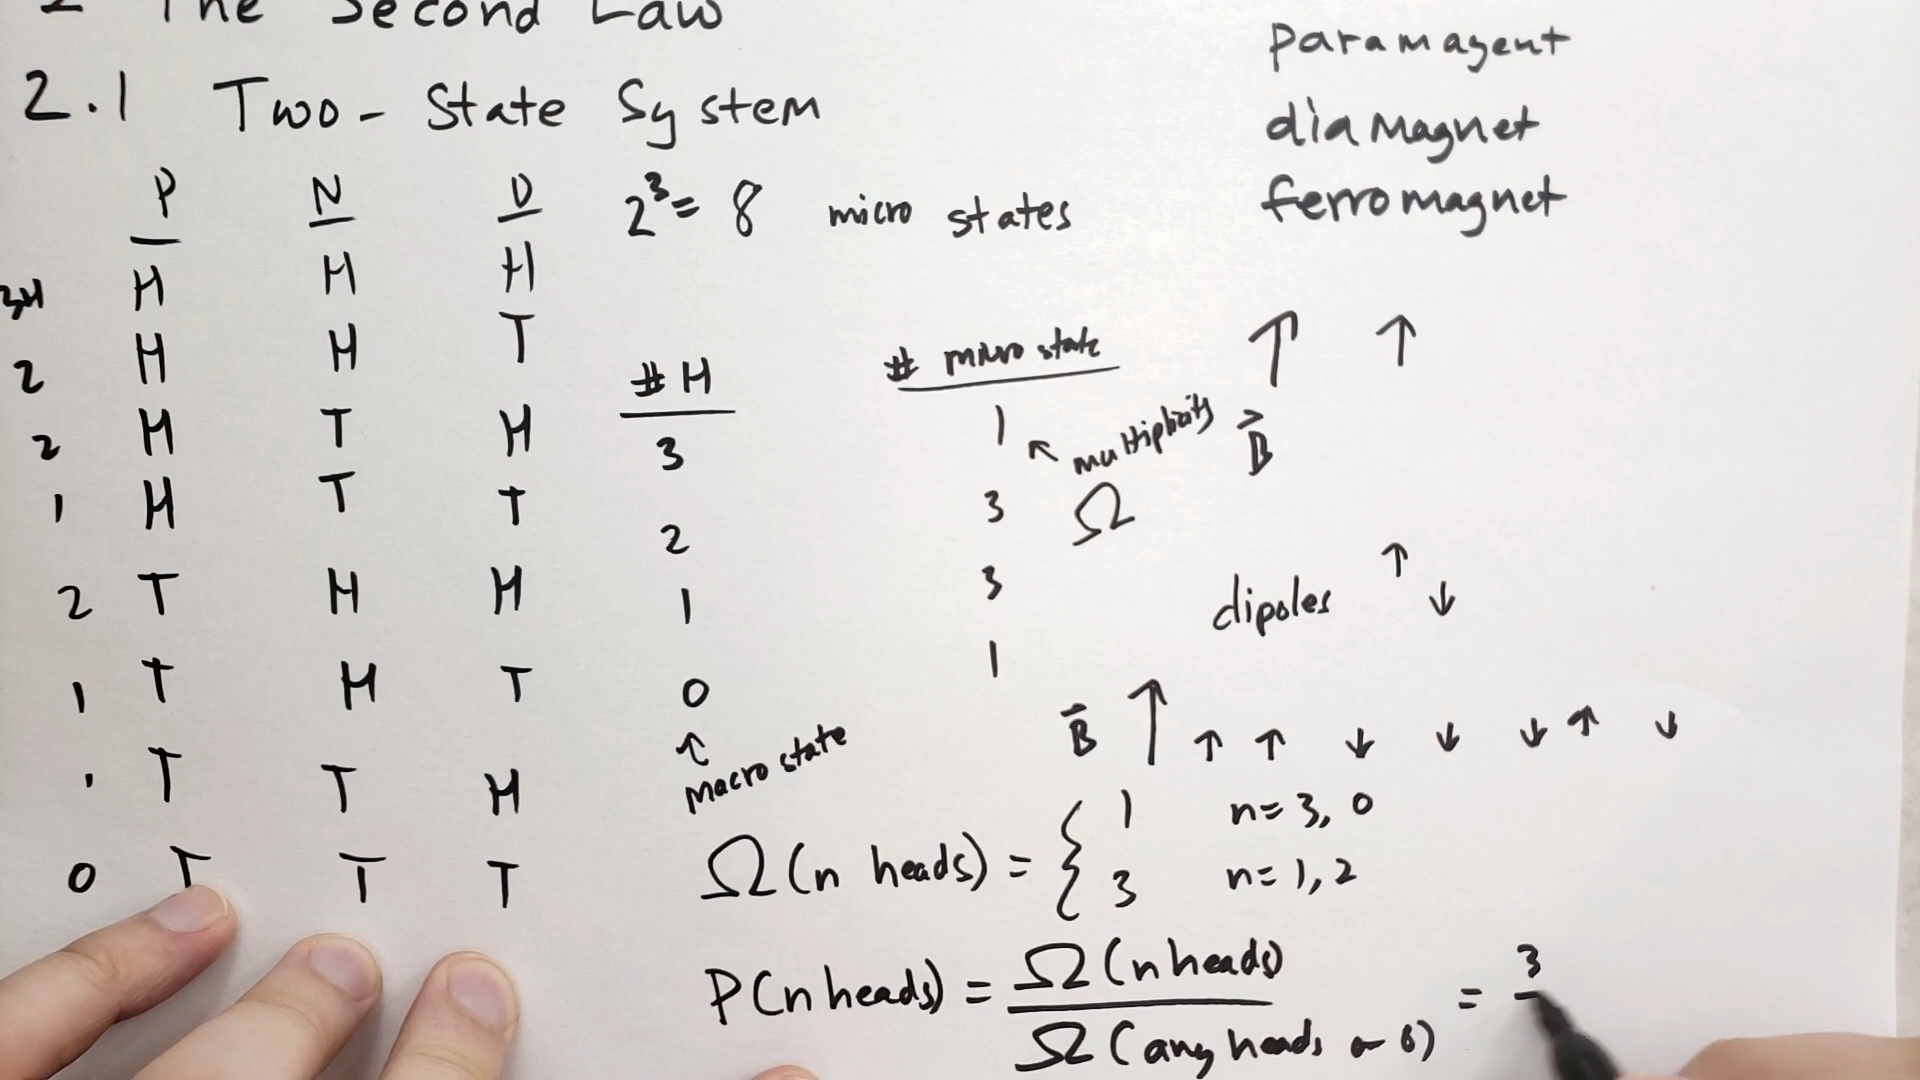 2 The Second Law
2.1 Two-State System
P N D
3H H H H
2 H H T
2 H T H
1 H T T
2 T H H
1 T H T
1 T T H
0 T T T
2³ = 8 micro states
# H # micro state
3 1
2 3
1 3
0 1
↑
macro state
↖ multiplicity
Ω
paramagent
diamagnet
ferromagnet
↑ ↑
B⃗
dipoles ↑ ↓
B⃗ ↑ ↑ ↑ ↓ ↓ ↓ ↑ ↓
Ω(n heads) = { 1 n= 3, 0
3 n= 1, 2
P(n heads) = Ω(n heads) / Ω(any heads or 0) = 3